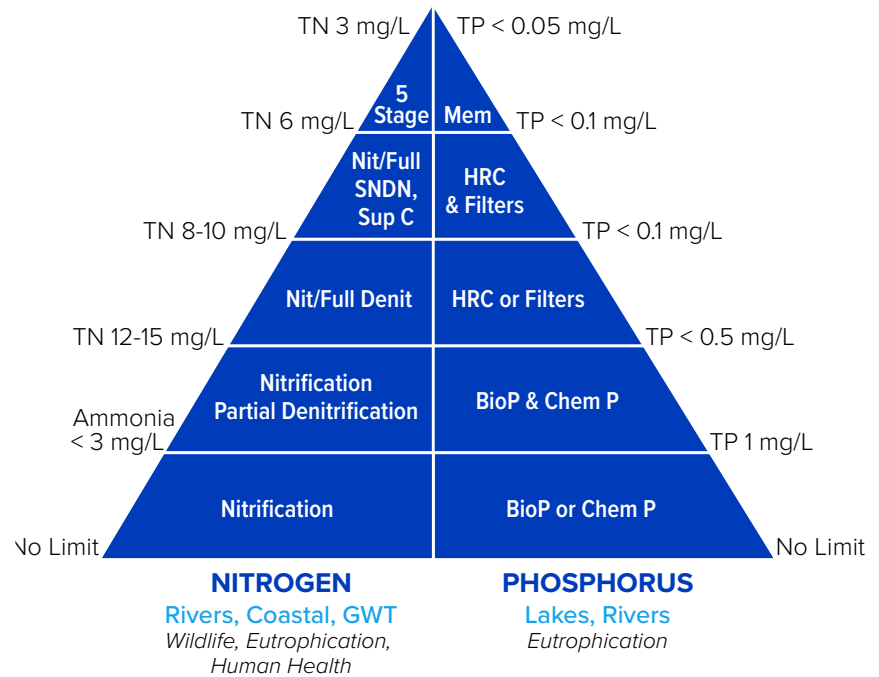 TN 3 mg/L
TP < 0.05 mg/L
5
Stage
Mem
TN 6 mg/L
TP < 0.1 mg/L
Nit/Full
SNDN,
Sup C
HRC
& Filters
TN 8-10 mg/L
TP < 0.1 mg/L
Nit/Full Denit
HRC or Filters
TN 12-15 mg/L
TP < 0.5 mg/L
Nitrification
Partial Denitrification
BioP & Chem P
Ammonia
< 3 mg/L
TP 1 mg/L
Nitrification
BioP or Chem P
No Limit
No Limit
NITROGEN
PHOSPHORUS
Rivers, Coastal, GWT
Lakes, Rivers
Wildlife, Eutrophication,
Human Health
Eutrophication